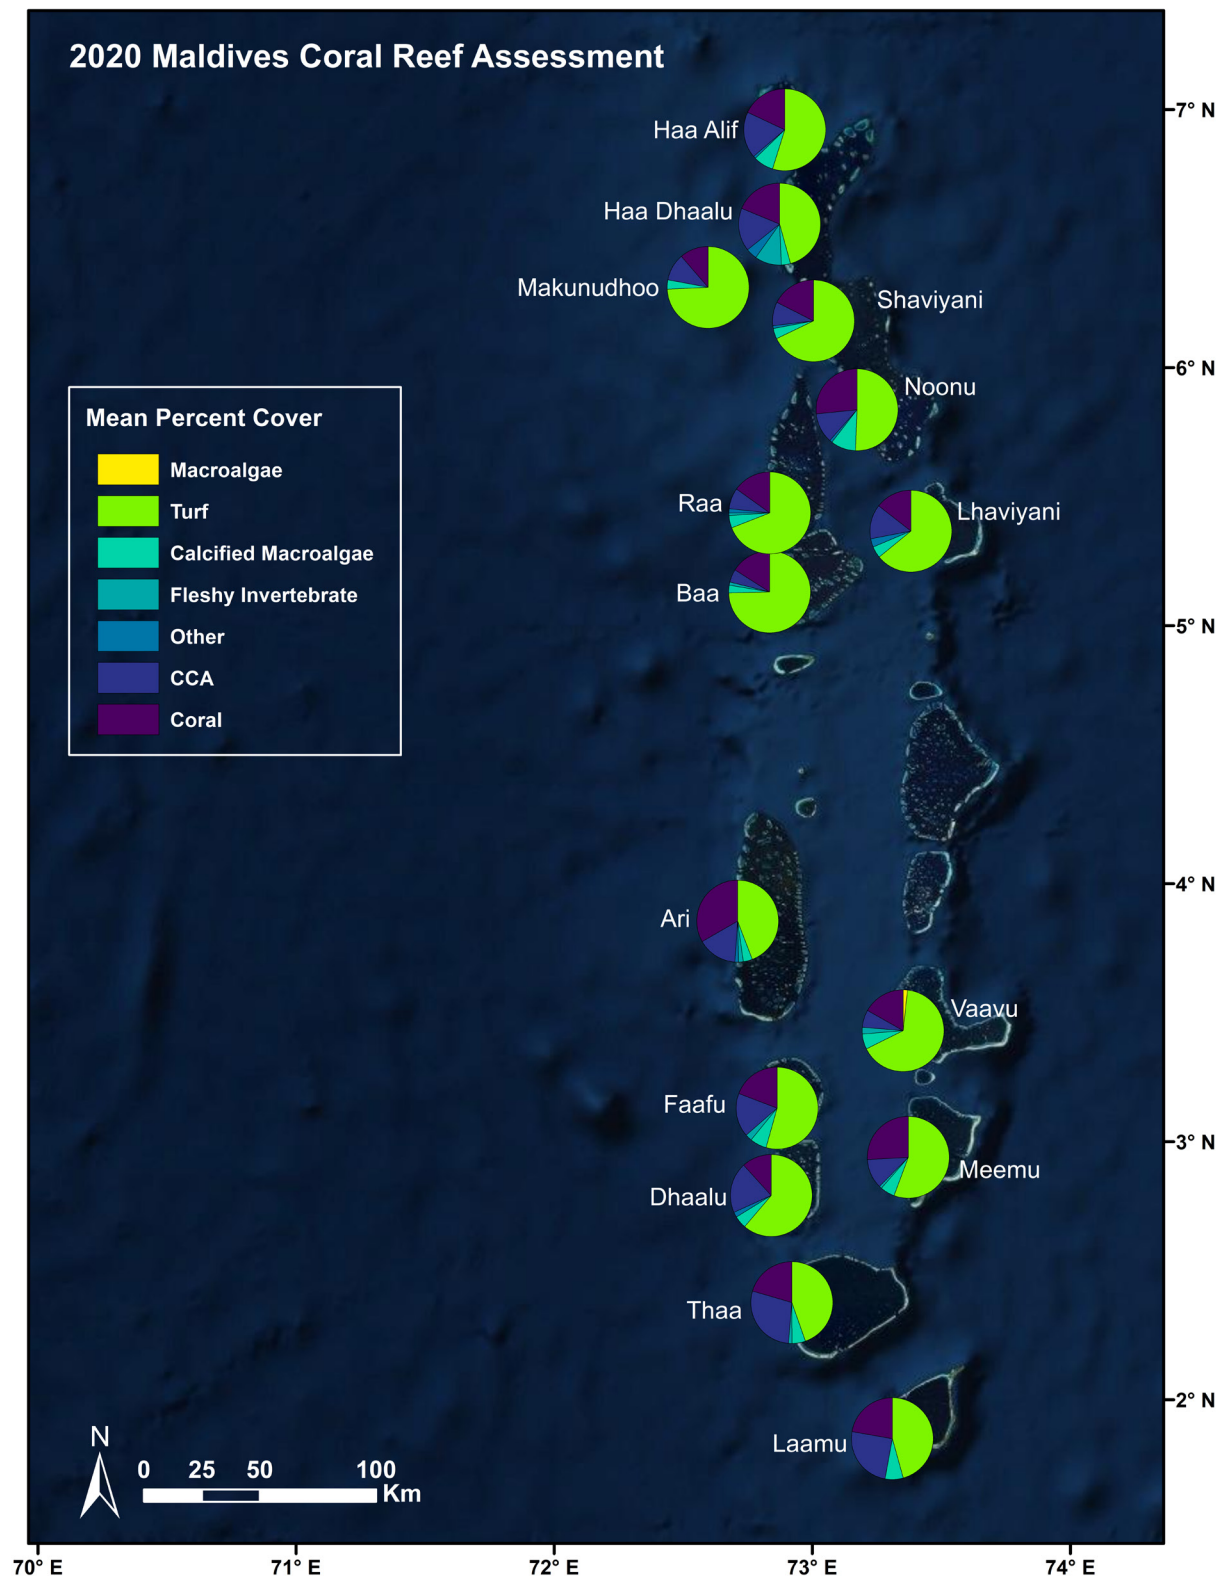 2020 Maldives Coral Reef Assessment
7° N
Haa Alif
Haa Dhaalu
Makunudhoo
Shaviyani
6° N
Noonu
Mean Percent Cover
Macroalgae
Turf
Calcified Macroalgae
Fleshy Invertebrate
Other
CCA
Coral
Raa
Lhaviyani
Baa
5° N
4° N
Ari
Vaavu
Faafu
3° N
Meemu
Dhaalu
Thaa
2° N
Laamu
N
0 25 50 100
Km
70° E 71° E 72° E 73° E 74° E